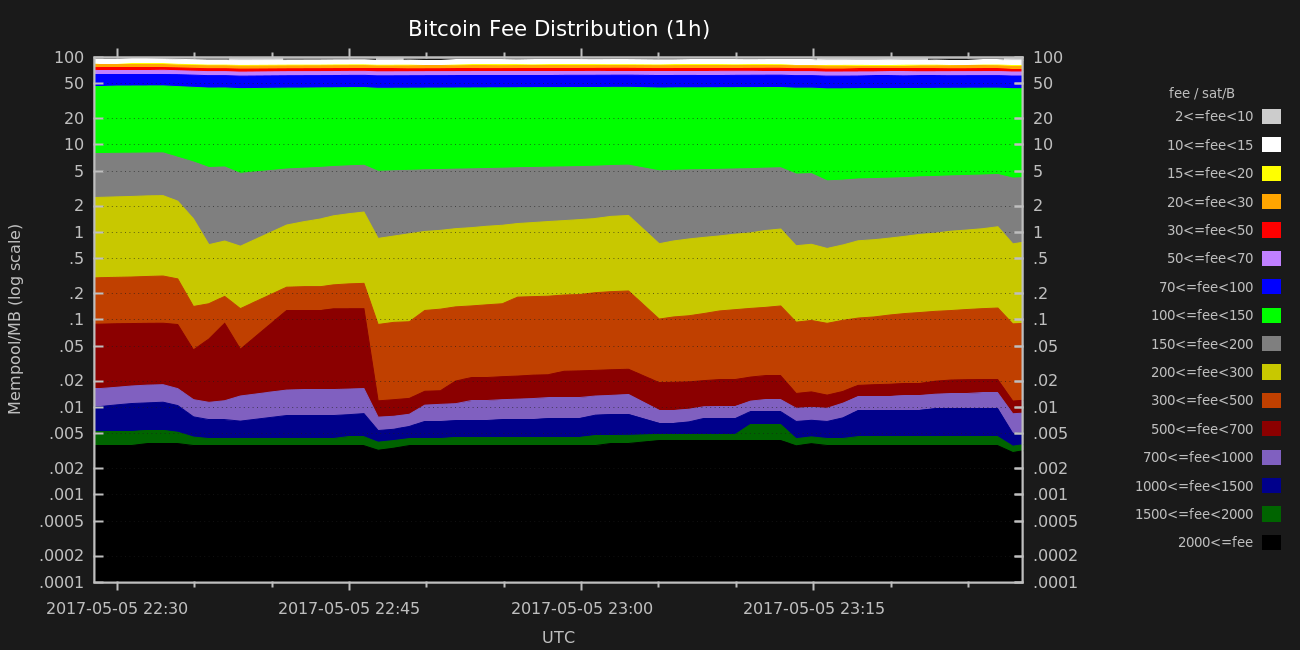 Bitcoin Fee Distribution (1h)
100 100
50 50
20 20
10 10
5 5
2 2
1 1
.5 .5
.2 .2
.1 .1
.05 .05
.02 .02
.01 .01
.005 .005
.002 .002
.001 .001
.0005 .0005
.0002 .0002
.0001 .0001
Mempool/MB (log scale)
2017-05-05 22:30 2017-05-05 22:45 2017-05-05 23:00 2017-05-05 23:15
UTC
fee / sat/B
2<=fee<10
10<=fee<15
15<=fee<20
20<=fee<30
30<=fee<50
50<=fee<70
70<=fee<100
100<=fee<150
150<=fee<200
200<=fee<300
300<=fee<500
500<=fee<700
700<=fee<1000
1000<=fee<1500
1500<=fee<2000
2000<=fee